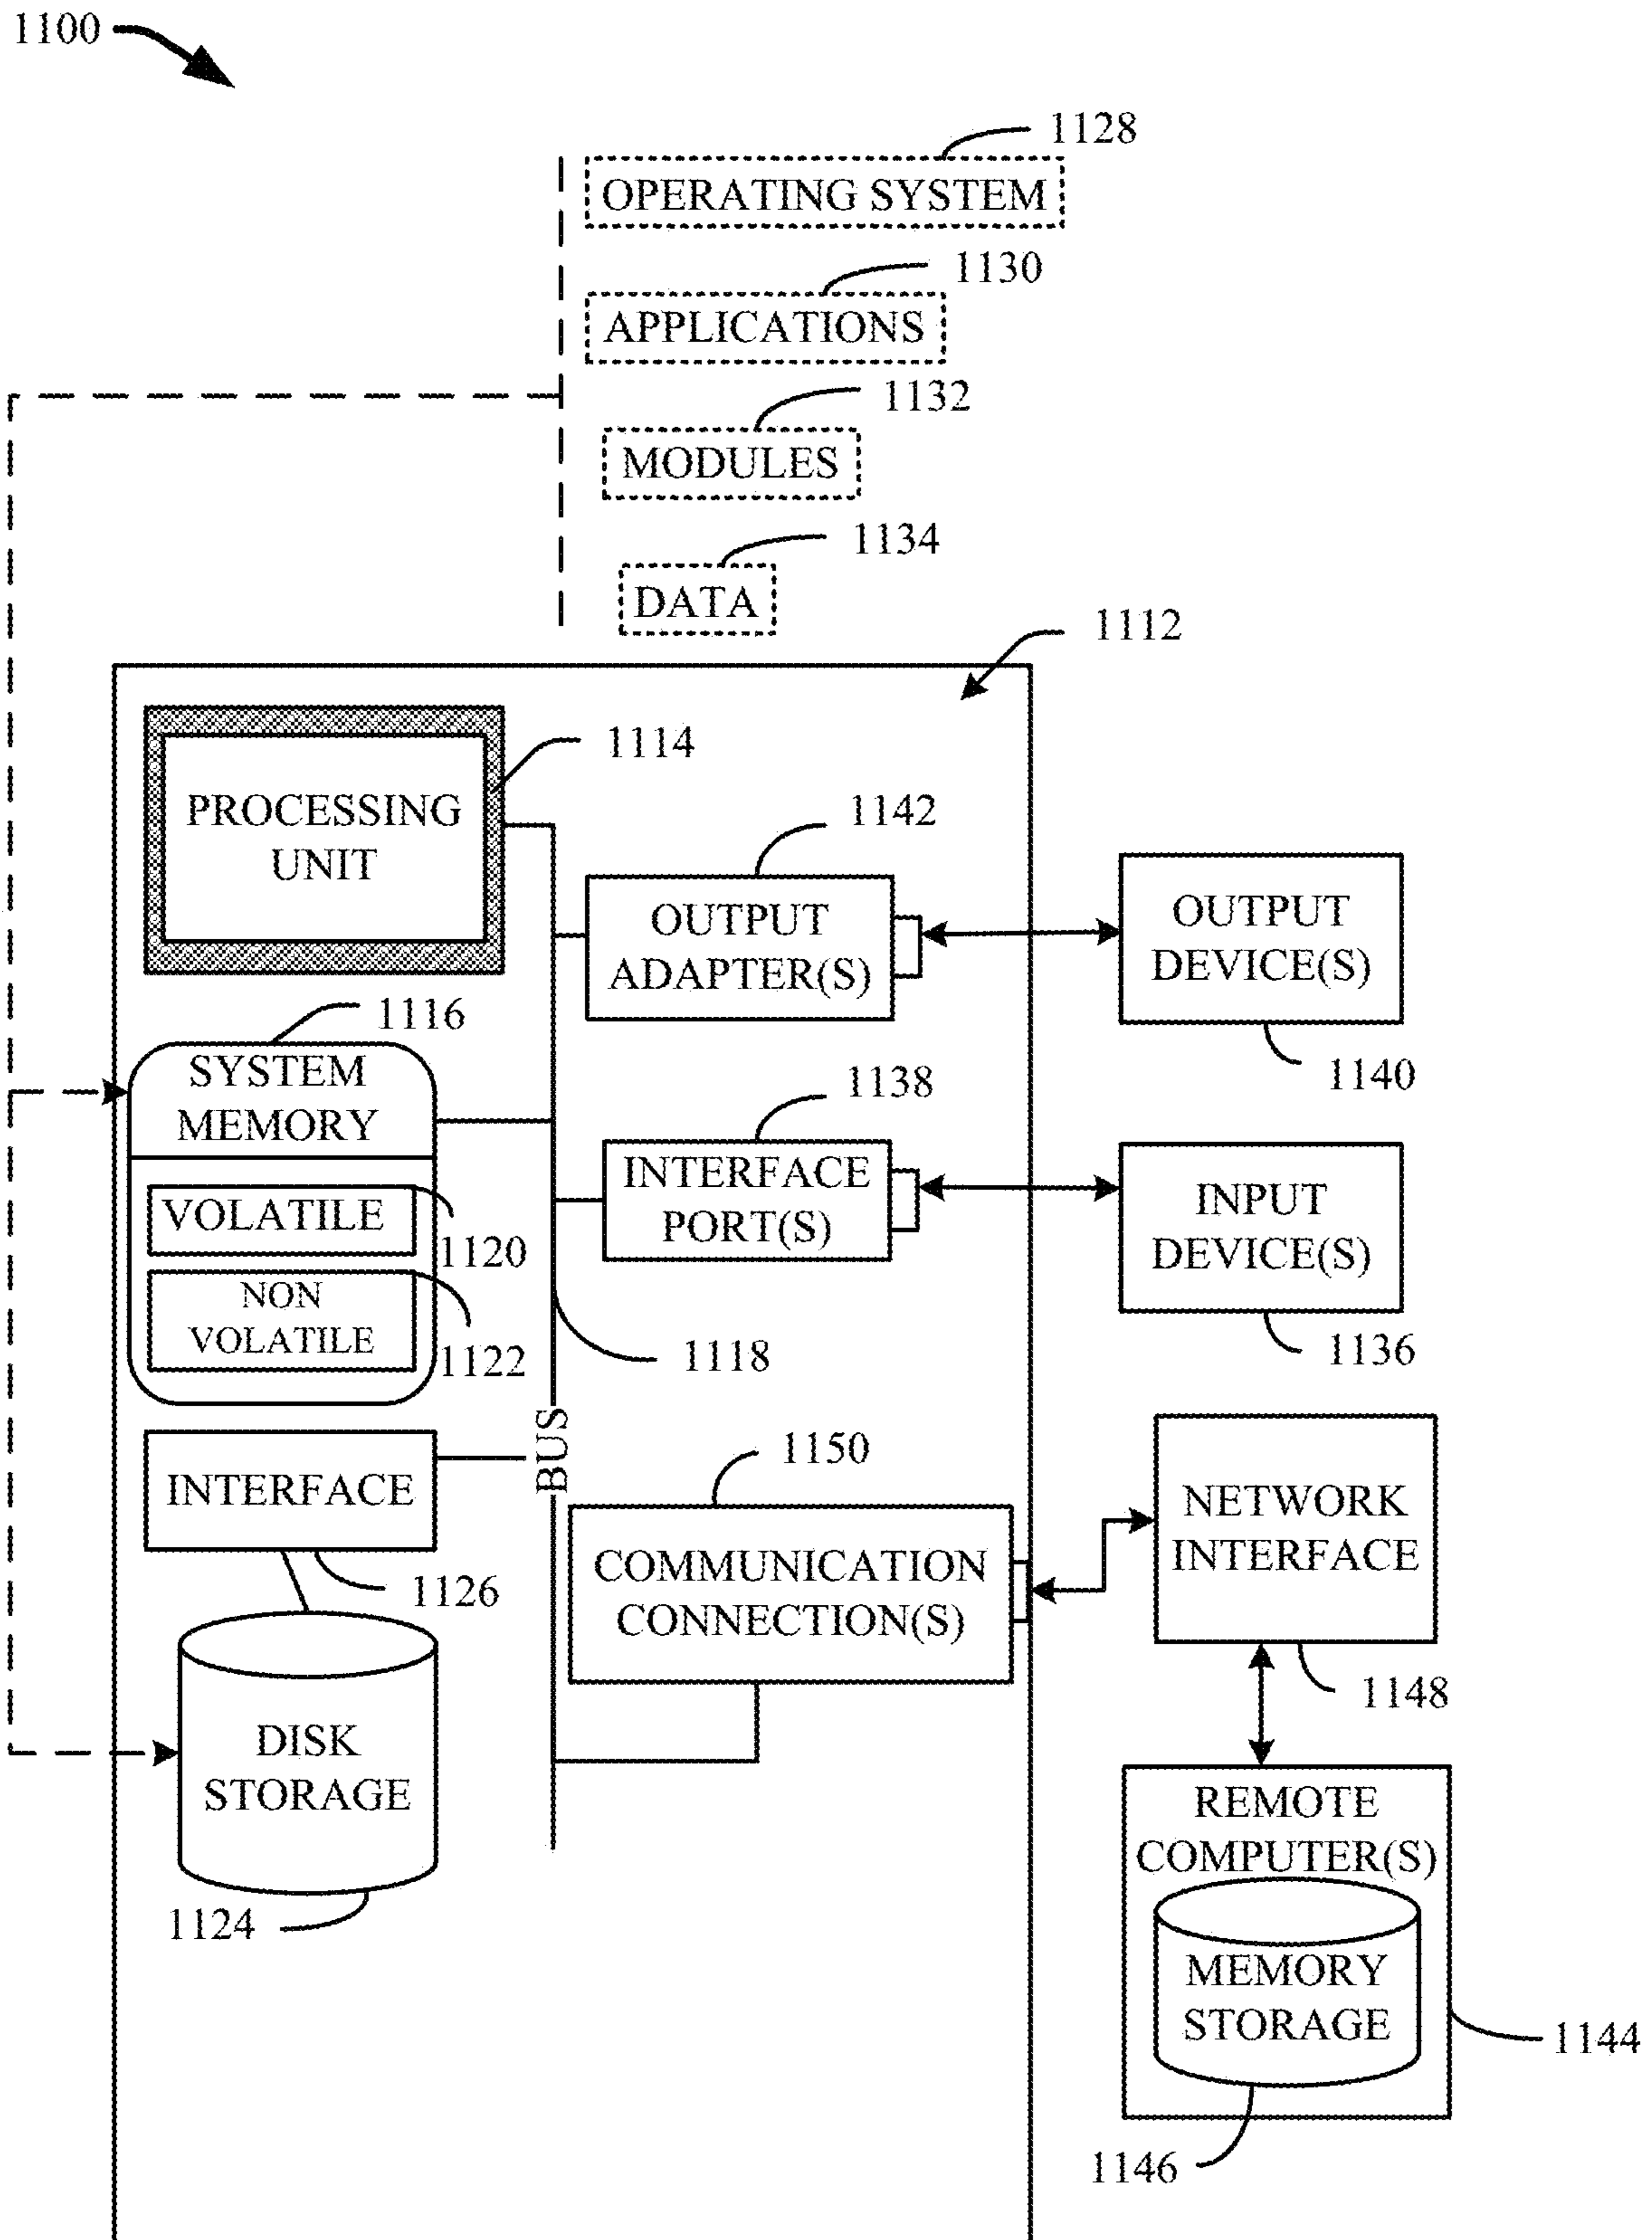 1100
1128
OPERATING SYSTEM
1130
APPLICATIONS
1132
MODULES
1134
DATA
1112
1114
PROCESSING
UNIT
1142
OUTPUT
ADAPTER(S)
OUTPUT
DEVICE(S)
1140
1116
SYSTEM
MEMORY
1138
INTERFACE
PORT(S)
INPUT
DEVICE(S)
1136
VOLATILE
1120
NON
VOLATILE
1122
1118
BUS
INTERFACE
1126
1150
COMMUNICATION
CONNECTION(S)
NETWORK
INTERFACE
1148
DISK
STORAGE
1124
REMOTE
COMPUTER(S)
MEMORY
STORAGE
1144
1146